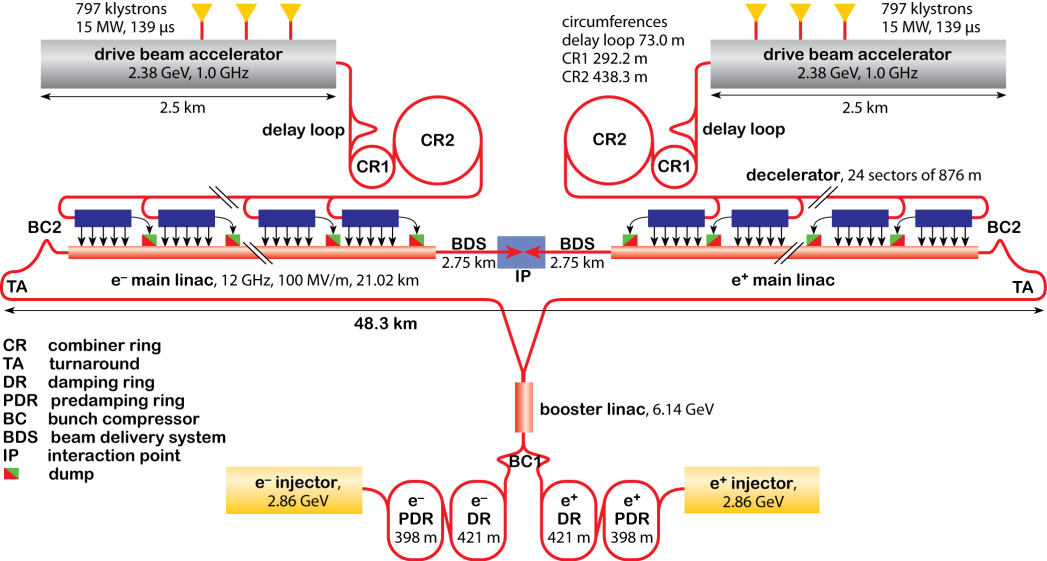 797 klystrons
15 MW, 139 μs
drive beam accelerator
2.38 GeV, 1.0 GHz
2.5 km
delay loop
CR1
CR2
circumferences
delay loop 73.0 m
CR1 292.2 m
CR2 438.3 m
797 klystrons
15 MW, 139 μs
drive beam accelerator
2.38 GeV, 1.0 GHz
2.5 km
delay loop
CR2
CR1
decelerator, 24 sectors of 876 m
BC2
BDS
2.75 km
BDS
2.75 km
IP
BC2
TA
e⁻ main linac, 12 GHz, 100 MV/m, 21.02 km
e⁺ main linac
TA
48.3 km
CR combiner ring
TA turnaround
DR damping ring
PDR predamping ring
BC bunch compressor
BDS beam delivery system
IP interaction point
dump
booster linac, 6.14 GeV
BC1
e⁻ injector,
2.86 GeV
e⁻
PDR
398 m
e⁻
DR
421 m
e⁺
DR
421 m
e⁺
PDR
398 m
e⁺ injector,
2.86 GeV